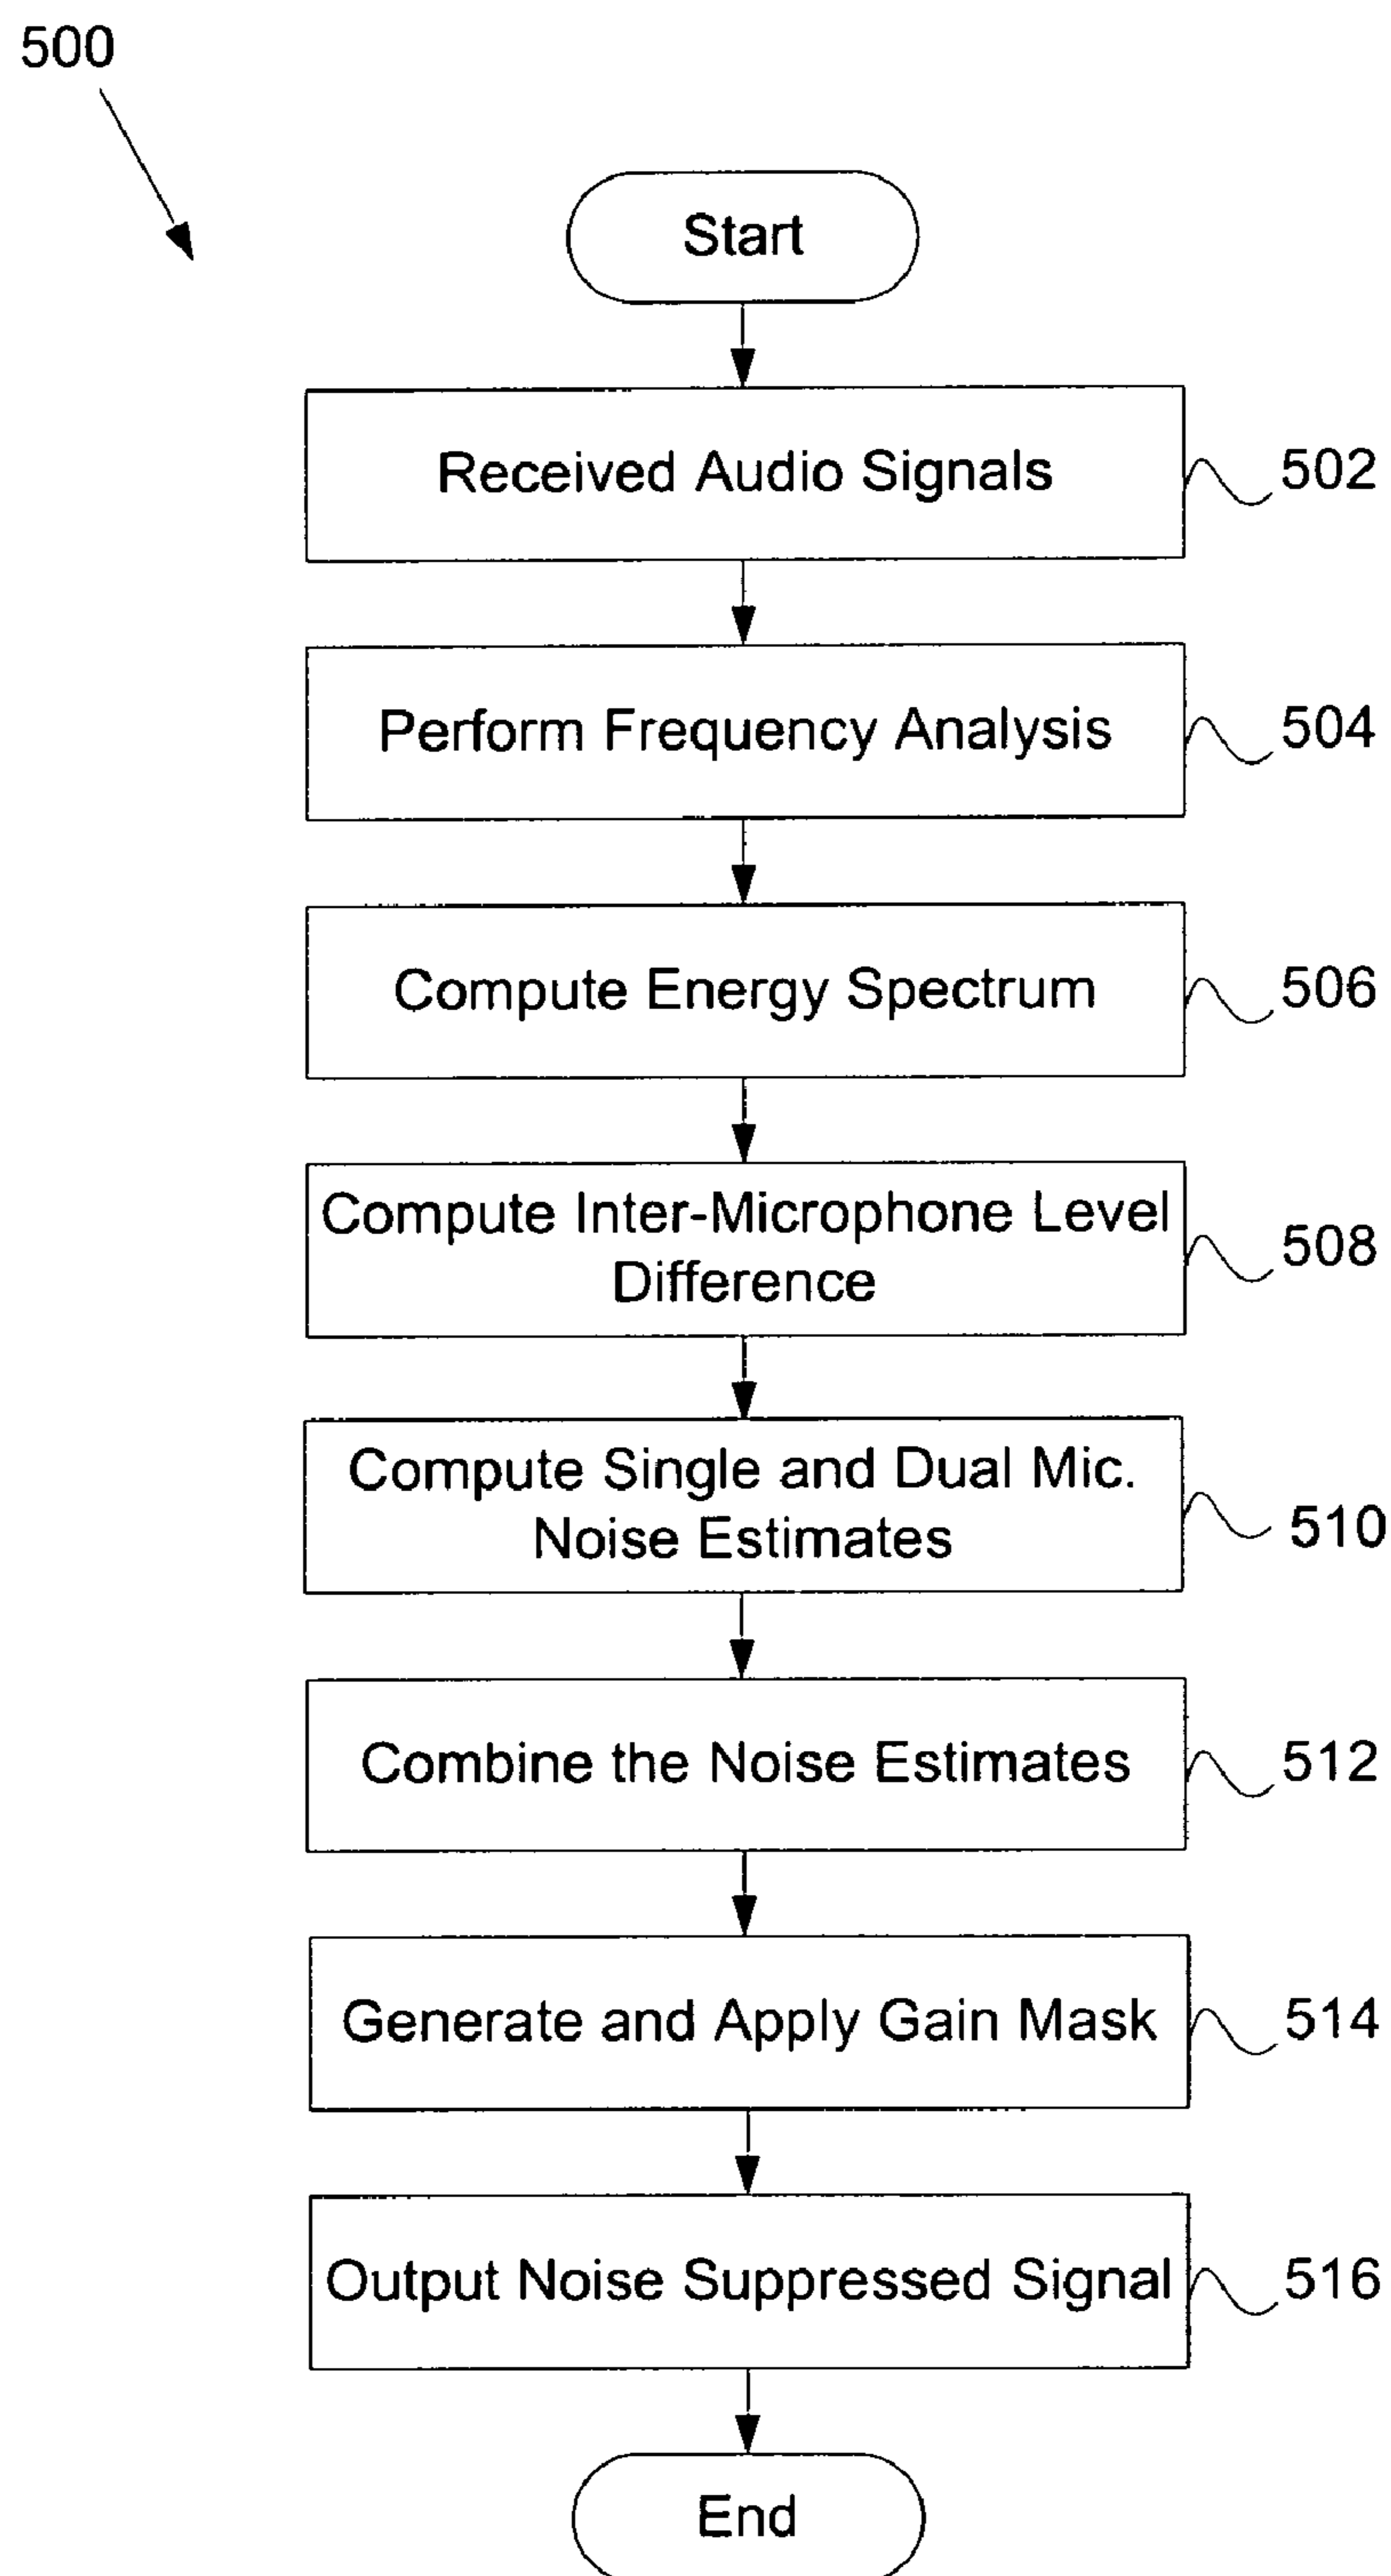 500
Start
Received Audio Signals
502
Perform Frequency Analysis
504
Compute Energy Spectrum
506
Compute Inter-Microphone Level
Difference
508
Compute Single and Dual Mic.
Noise Estimates
510
Combine the Noise Estimates
512
Generate and Apply Gain Mask
514
Output Noise Suppressed Signal
516
End